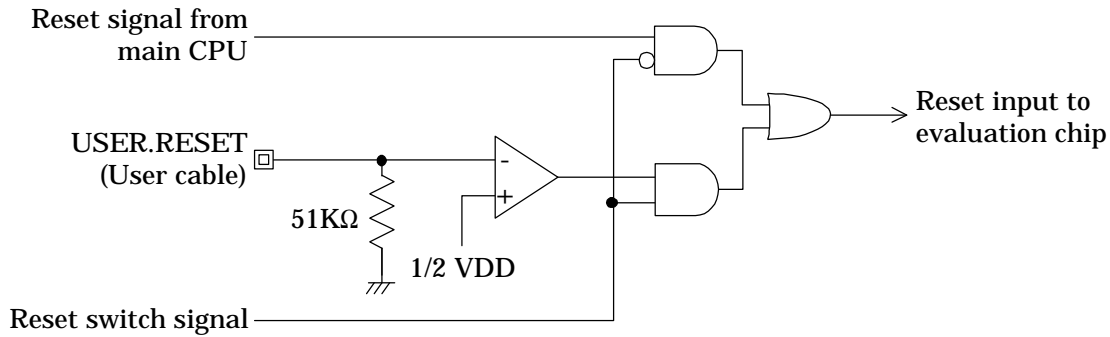 Reset signal from
main CPU
USER.RESET
(User cable)
51KΩ
-
+
1/2 VDD
Reset switch signal
Reset input to
evaluation chip